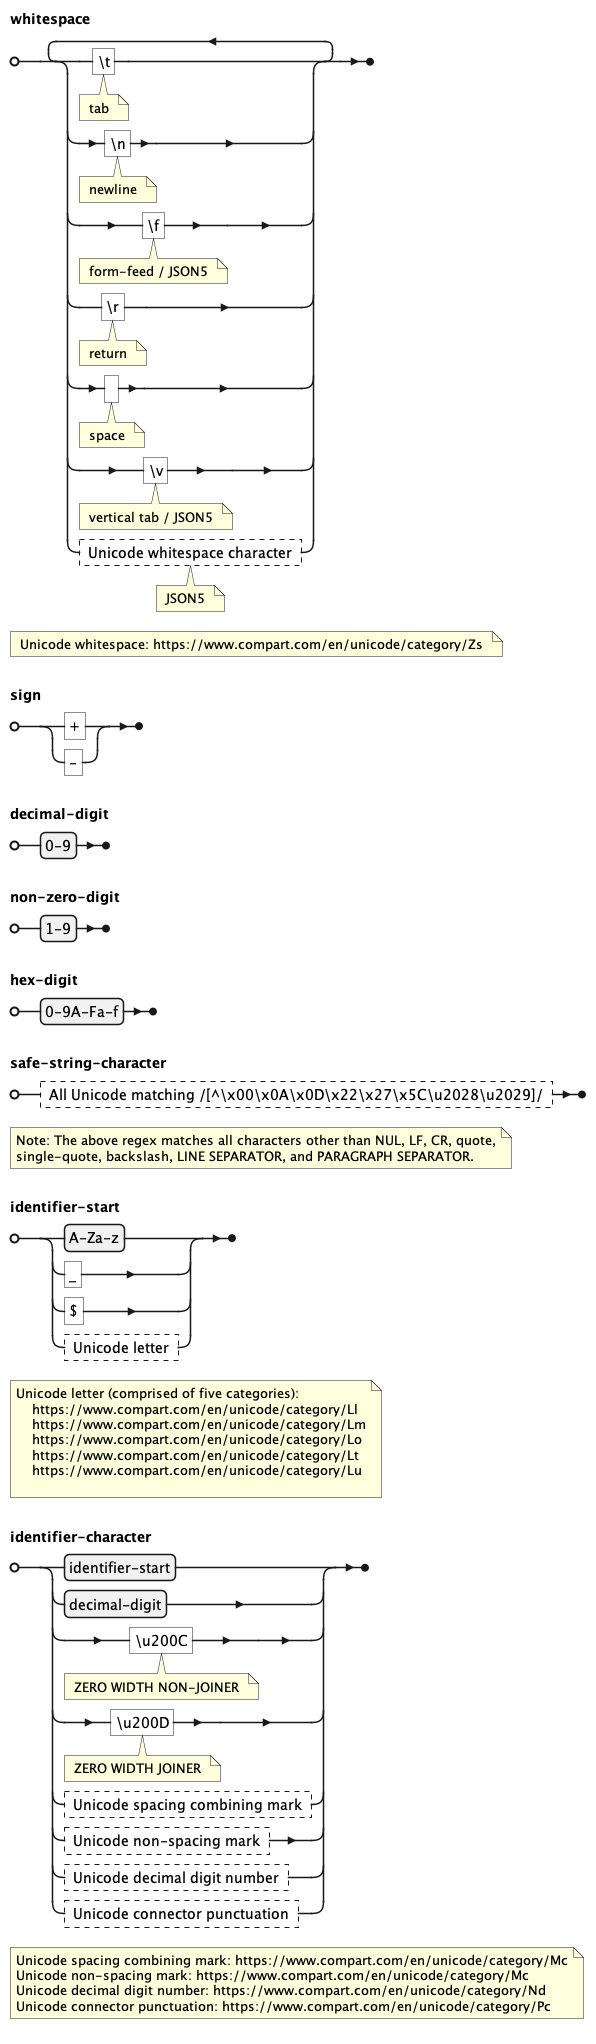 whitespace
\t
tab
\n
newline
\f
form-feed / JSON5
\r
return
space
\v
vertical tab / JSON5
Unicode whitespace character
JSON5
Unicode whitespace: https://www.compart.com/en/unicode/category/Zs
sign
+
-
decimal-digit
0-9
non-zero-digit
1-9
hex-digit
0-9A-Fa-f
safe-string-character
All Unicode matching /[^\x00\x0A\x0D\x22\x27\x5C\u2028\u2029]/
Note: The above regex matches all characters other than NUL, LF, CR, quote,
single-quote, backslash, LINE SEPARATOR, and PARAGRAPH SEPARATOR.
identifier-start
A-Za-z
_
$
Unicode letter
Unicode letter (comprised of five categories):
https://www.compart.com/en/unicode/category/Ll
https://www.compart.com/en/unicode/category/Lm
https://www.compart.com/en/unicode/category/Lo
https://www.compart.com/en/unicode/category/Lt
https://www.compart.com/en/unicode/category/Lu
identifier-character
identifier-start
decimal-digit
\u200C
ZERO WIDTH NON-JOINER
\u200D
ZERO WIDTH JOINER
Unicode spacing combining mark
Unicode non-spacing mark
Unicode decimal digit number
Unicode connector punctuation
Unicode spacing combining mark: https://www.compart.com/en/unicode/category/Mc
Unicode non-spacing mark: https://www.compart.com/en/unicode/category/Mc
Unicode decimal digit number: https://www.compart.com/en/unicode/category/Nd
Unicode connector punctuation: https://www.compart.com/en/unicode/category/Pc